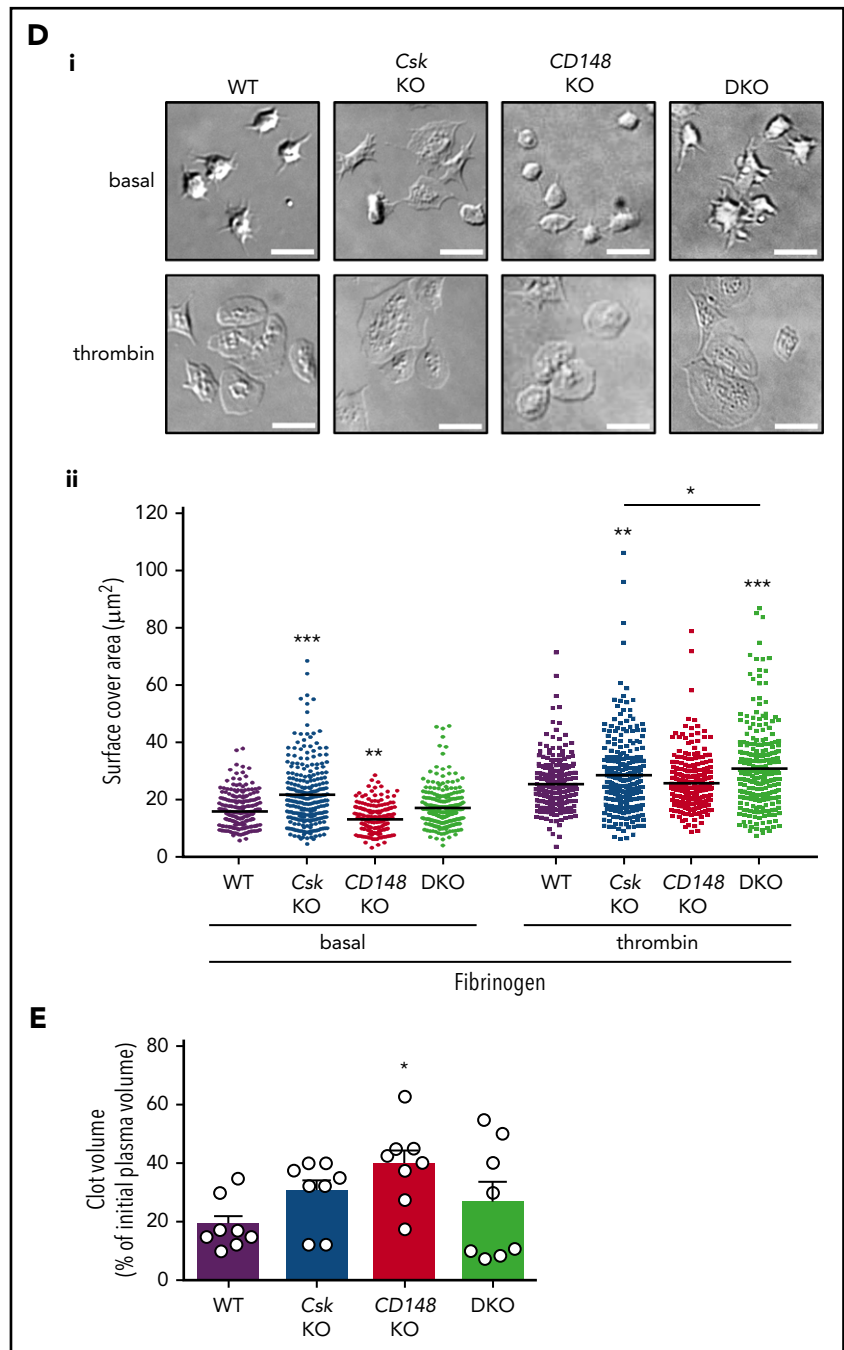 D
i
WT
Csk
KO
CD148
KO
DKO
basal
thrombin
ii
Surface cover area (μm²)
120
100
80
60
40
20
0
***
**
**
*
***
WT
Csk
KO
CD148
KO
DKO
WT
Csk
KO
CD148
KO
DKO
basal
thrombin
Fibrinogen
E
Clot volume
(% of initial plasma volume)
80
60
40
20
0
*
WT
Csk
KO
CD148
KO
DKO